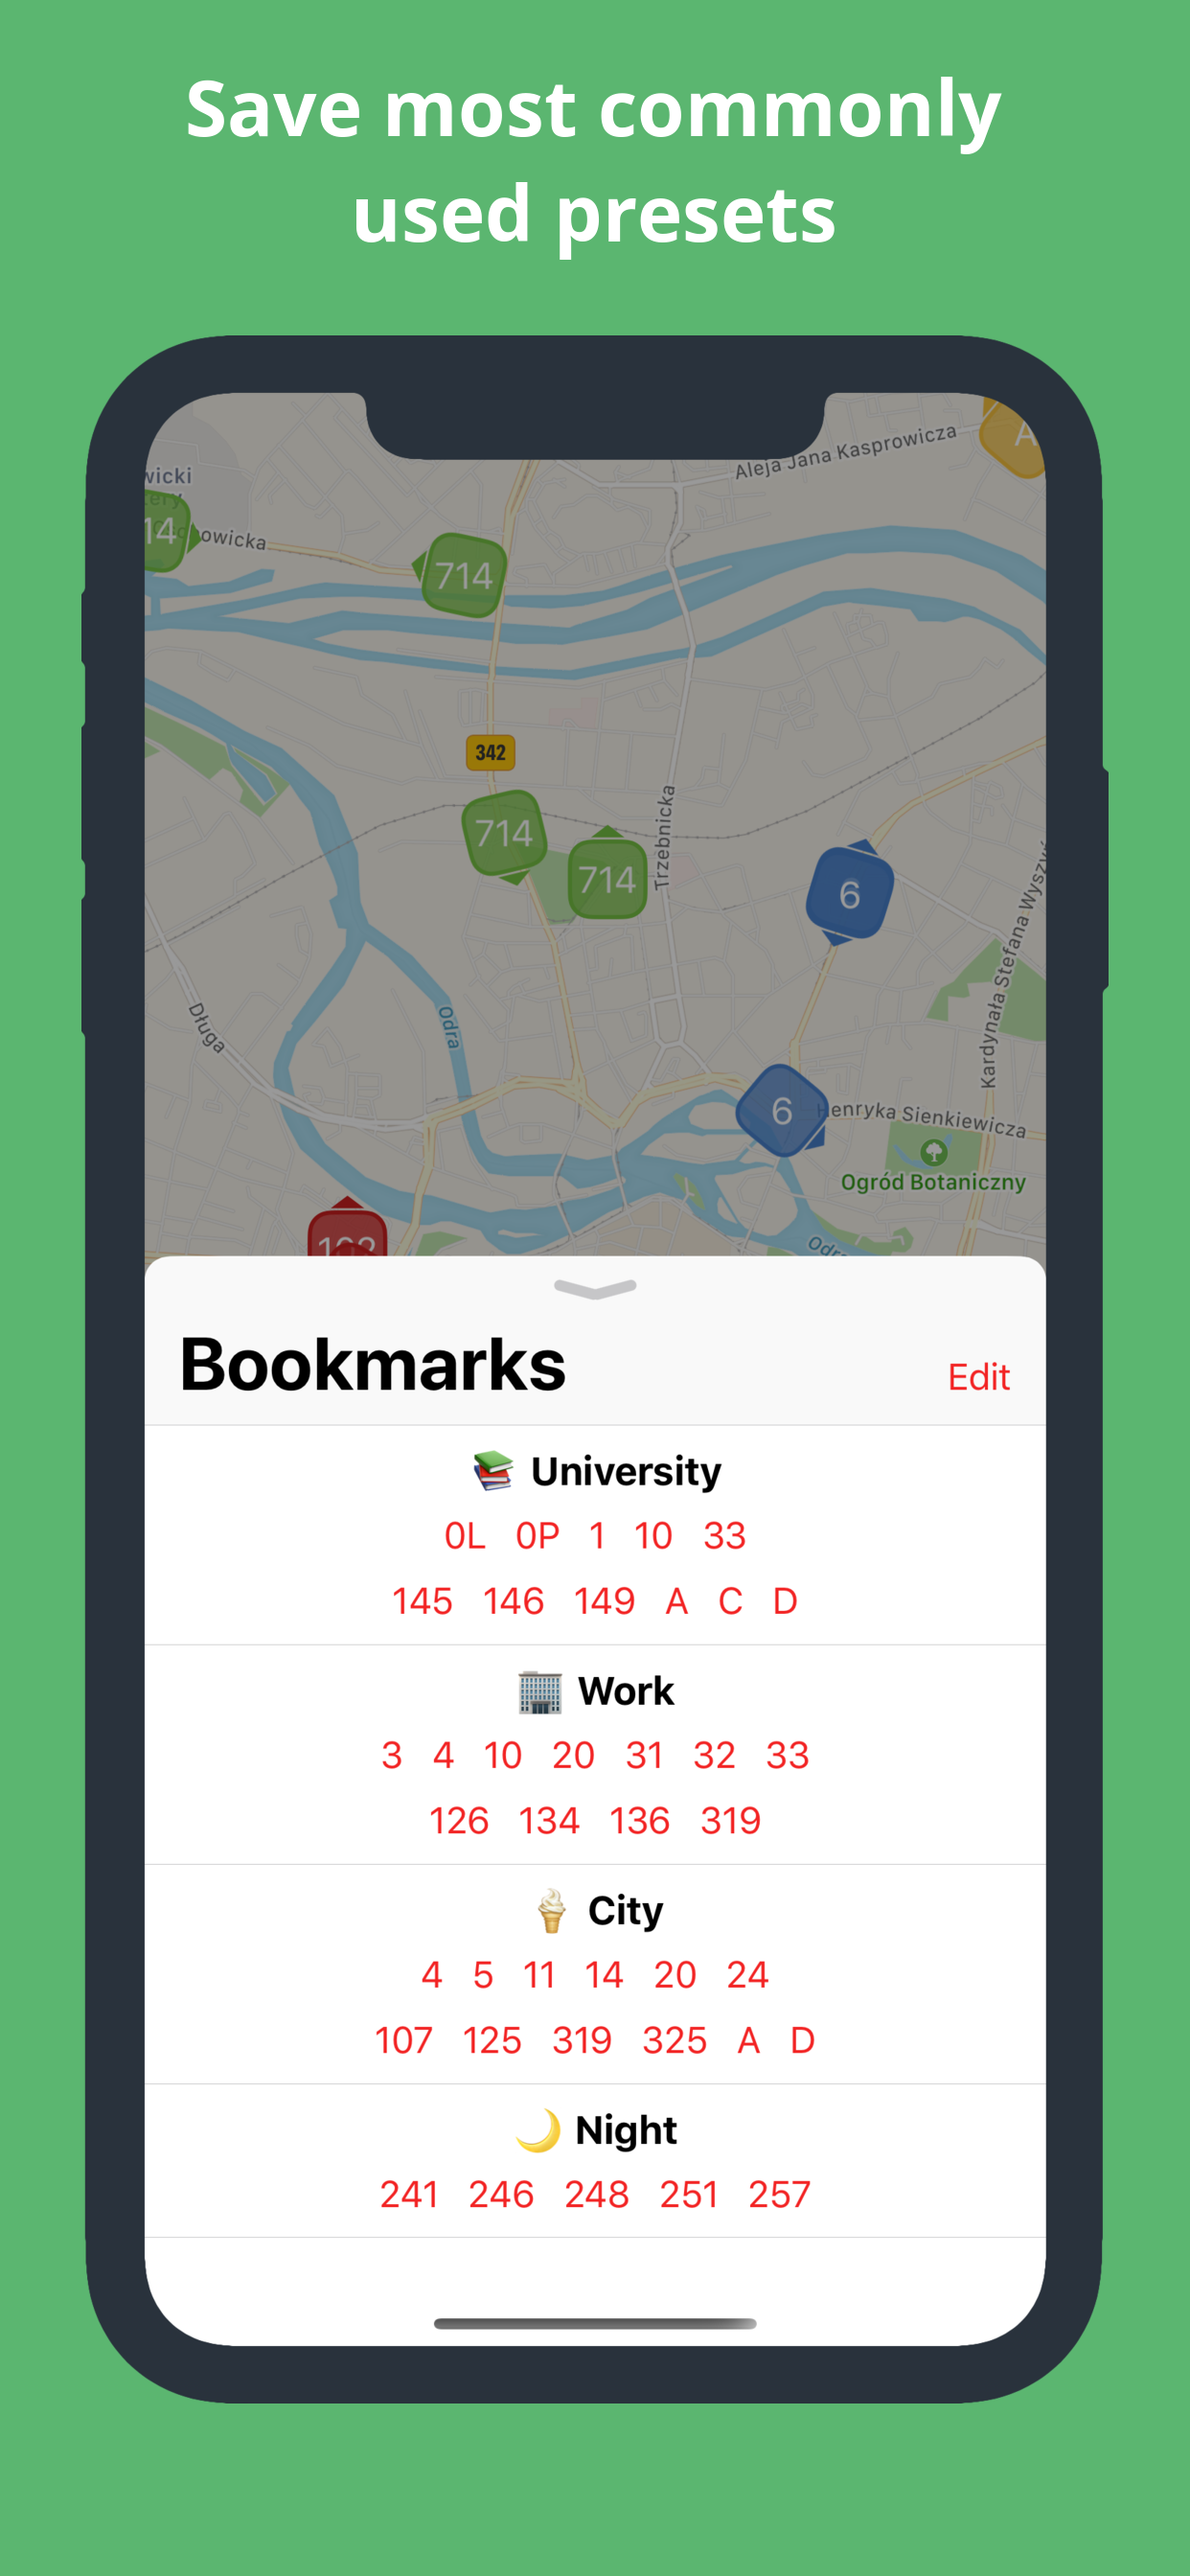 Save most commonly
used presets
Aleja Jana Kasprowicza
A
wicki
14
owicka
714
342
714
714
Trzebnicka
6
Kardynała Stefana Wyszyń
Długa
Odra
6
Henryka Sienkiewicza
Ogród Botaniczny
Odra
Bookmarks
Edit
📚 University
0L 0P 1 10 33
145 146 149 A C D
🏢 Work
3 4 10 20 31 32 33
126 134 136 319
🍦 City
4 5 11 14 20 24
107 125 319 325 A D
🌙 Night
241 246 248 251 257